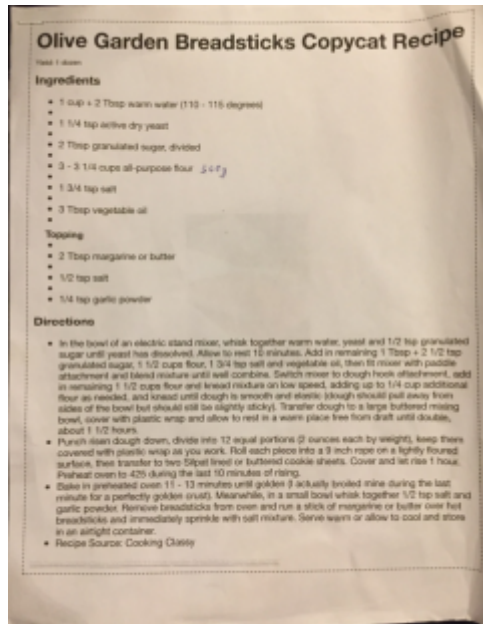 Olive Garden Breadsticks Copycat Recipe
Yield 1 dozen
Ingredients
• 1 cup + 2 Tbsp warm water (110 - 115 degrees)
•
• 1 1/4 tsp active dry yeast
•
• 2 Tbsp granulated sugar, divided
•
• 3 - 3 1/4 cups all-purpose flour
•
• 1 3/4 tsp salt
•
• 3 Tbsp vegetable oil
•
Topping
•
• 2 Tbsp margarine or butter
•
• 1/2 tsp salt
•
• 1/4 tsp garlic powder
Directions
• In the bowl of an electric stand mixer, whisk together warm water, yeast and 1/2 tsp granulated
sugar until yeast has dissolved. Allow to rest 10 minutes. Add in remaining 1 Tbsp + 2 1/2 tsp
granulated sugar, 1 1/2 cups flour, 1 3/4 tsp salt and vegetable oil, then fit mixer with paddle
attachment and blend mixture until well combine. Switch mixer to dough hook attachment, add
in remaining 1 1/2 cups flour and knead mixture on low speed, adding up to 1/4 cup additional
flour as needed, and knead until dough is smooth and elastic (dough should pull away from
sides of the bowl but should still be slightly sticky). Transfer dough to a large buttered mixing
bowl, cover with plastic wrap and allow to rest in a warm place free from draft until double,
about 1 1/2 hours.
• Punch risen dough down, divide into 12 equal portions (2 ounces each by weight), keep them
covered with plastic wrap as you work. Roll each piece into a 9 inch rope on a lightly floured
surface, then transfer to two Silpat lined or buttered cookie sheets. Cover and let rise 1 hour.
Preheat oven to 425 during the last 10 minutes of rising.
• Bake in preheated oven 11 - 13 minutes until golden (I actually broiled mine during the last
minute for a perfectly golden crust). Meanwhile, in a small bowl whisk together 1/2 tsp salt and
garlic powder. Remove breadsticks from oven and run a stick of margarine or butter over hot
breadsticks and immediately sprinkle with salt mixture. Serve warm or allow to cool and store
in an airtight container.
• Recipe Source: Cooking Classy